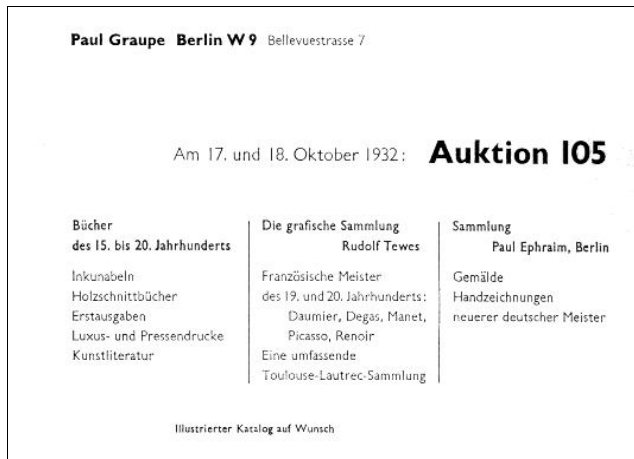 Paul Graupe Berlin W 9 Bellevuestrasse 7
Am 17. und 18. Oktober 1932: Auktion 105
Bücher
des 15. bis 20. Jahrhunderts
Inkunabeln
Holzschnittbücher
Erstausgaben
Luxus- und Pressendrucke
Kunstliteratur
Die grafische Sammlung
Rudolf Tewes
Französische Meister
des 19. und 20. Jahrhunderts:
Daumier, Degas, Manet,
Picasso, Renoir
Eine umfassende
Toulouse-Lautrec-Sammlung
Sammlung
Paul Ephraim, Berlin
Gemälde
Handzeichnungen
neuerer deutscher Meister
Illustrierter Katalog auf Wunsch